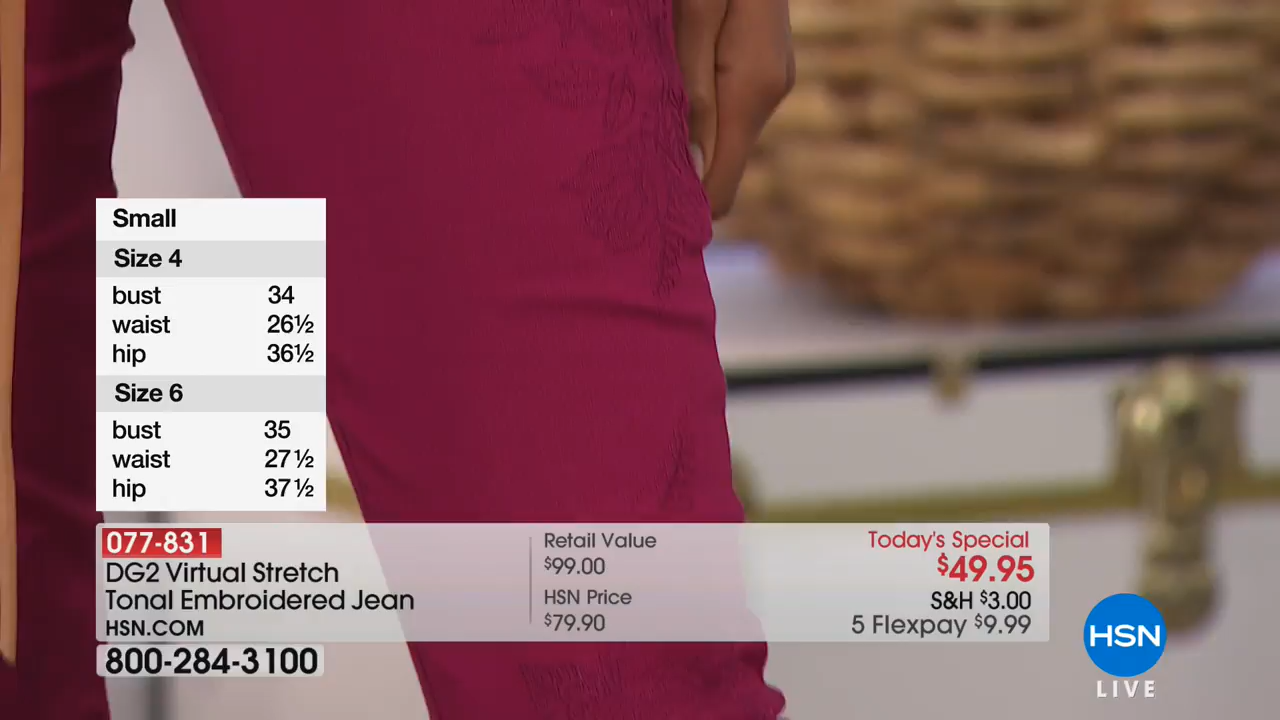 Small
Size 4
bust 34
waist 26½
hip 36½
Size 6
bust 35
waist 27½
hip 37½
077-831
DG2 Virtual Stretch
Tonal Embroidered Jean
HSN.COM
800-284-3100
Retail Value
$99.00
HSN Price
$79.90
Today's Special
$49.95
S&H $3.00
5 Flexpay $9.99
HSN
LIVE